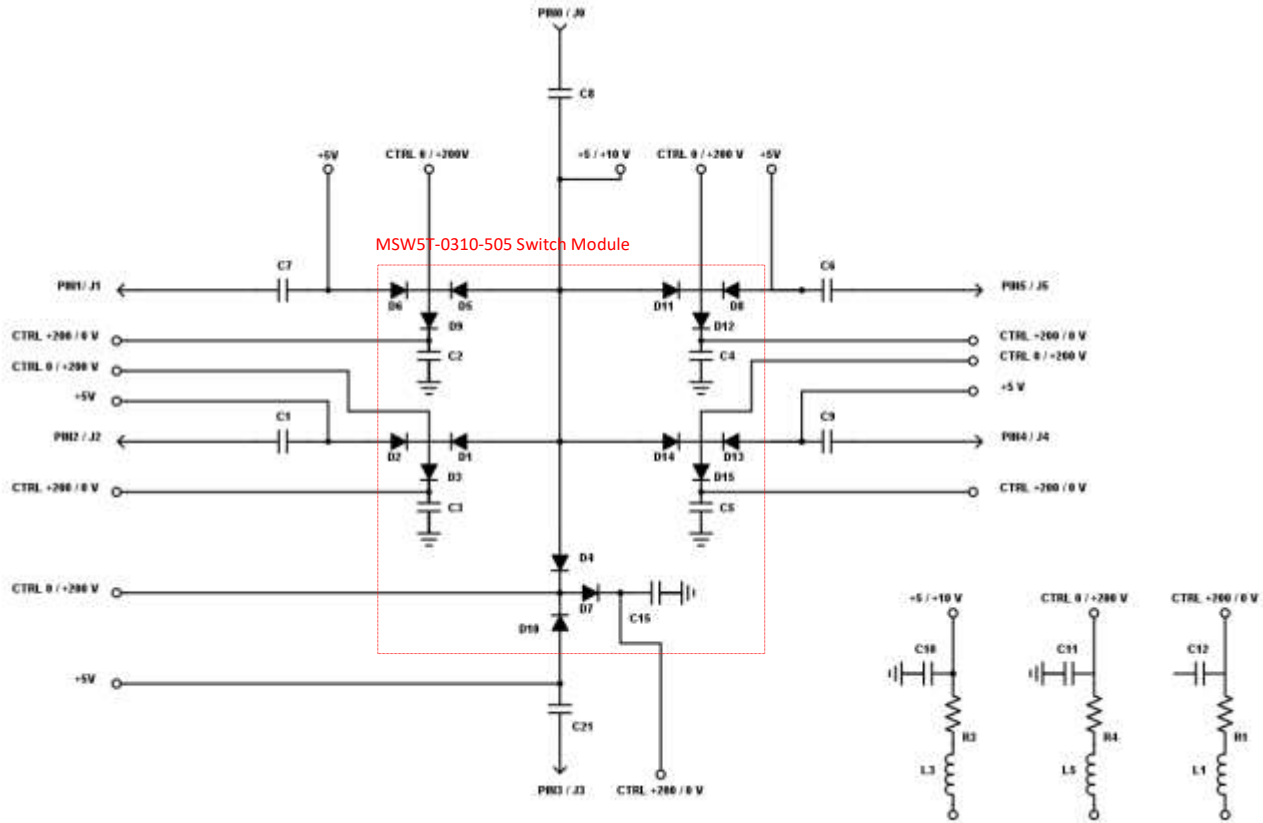 PIN0 / J0
C8
+5V
CTRL 0 / +200V
+5 / +10 V
CTRL 0 / +200 V
+5V
MSW5T-0310-505 Switch Module
C7
C6
PIN1 / J1
PIN5 / J5
D6
D5
D11
D8
D9
D12
CTRL +200 / 0 V
CTRL +200 / 0 V
C2
C4
CTRL 0 / +200 V
CTRL 0 / +200 V
+5V
+5 V
C1
C9
PIN2 / J2
PIN4 / J4
D2
D1
D14
D13
D3
D15
CTRL +200 / 0 V
CTRL +200 / 0 V
C3
C5
D4
CTRL 0 / +200 V
D7
C15
D10
+5V
C21
PIN3 / J3
CTRL +200 / 0 V
+5 / +10 V
CTRL 0 / +200 V
CTRL +200 / 0 V
C10
C11
C12
R3
R4
R1
L3
L5
L1